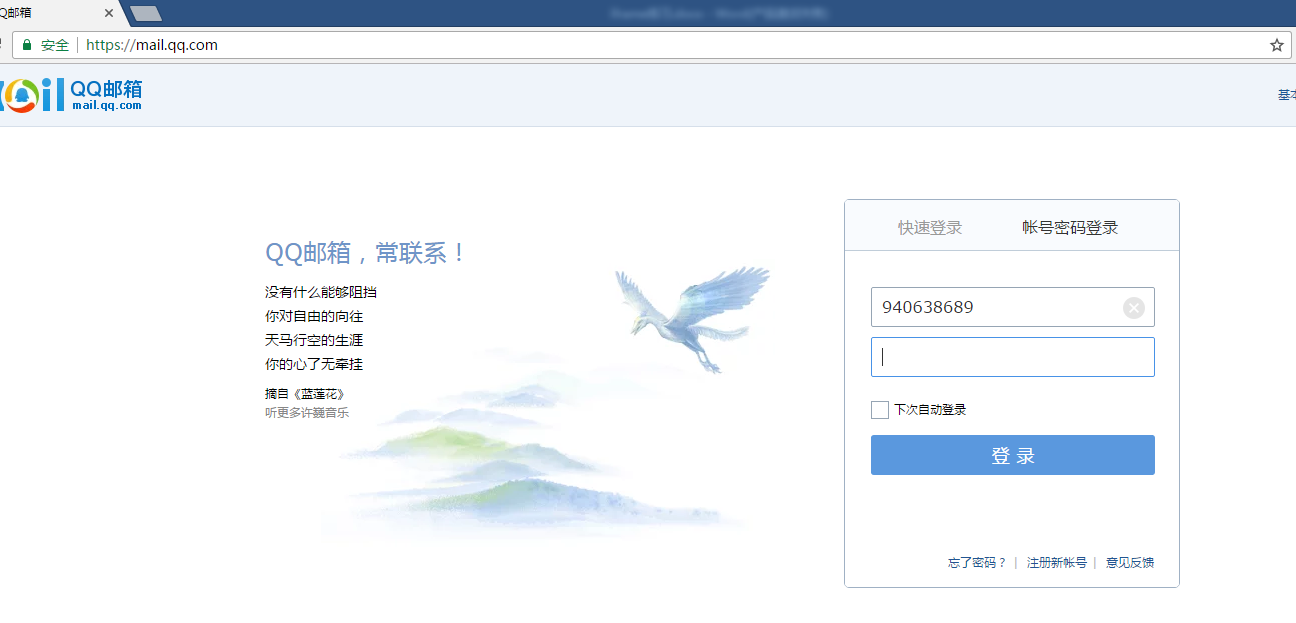 Q邮箱
安全 | https://mail.qq.com
il QQ邮箱
mail.qq.com
基本
快速登录 帐号密码登录
QQ邮箱，常联系！
没有什么能够阻挡
你对自由的向往
天马行空的生涯
你的心了无牵挂
摘自《蓝莲花》
听更多许巍音乐
940638689
下次自动登录
登 录
忘了密码？ | 注册新帐号 | 意见反馈